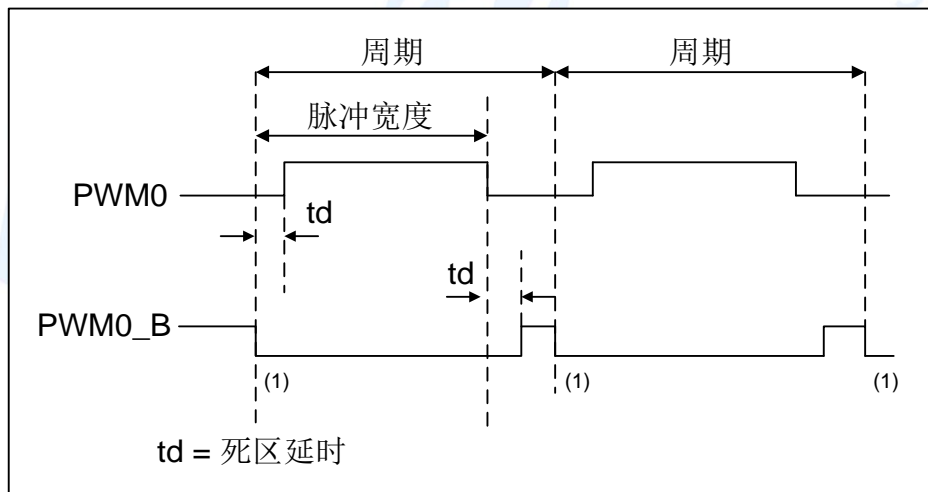 周期 周期
脉冲宽度
PWM0
td
td
PWM0_B
(1) (1) (1)
td = 死区延时